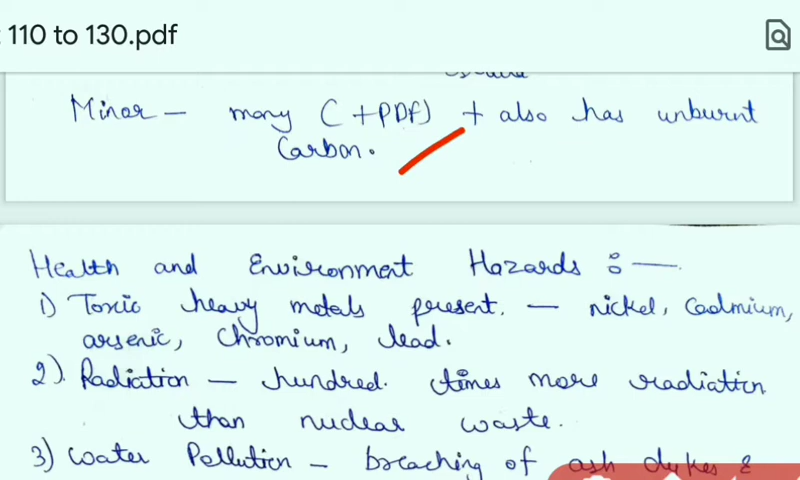 110 to 130.pdf
Minor — many (+PDF) + also has unburnt
Carbon.
Health and Environment Hazards :—
1) Toxic heavy metals present. — nickel, Cadmium,
arsenic, Chromium, lead.
2). Radiation — hundred. times more radiation
than nuclear waste.
3) Water Pollution — breaching of ash dykes &